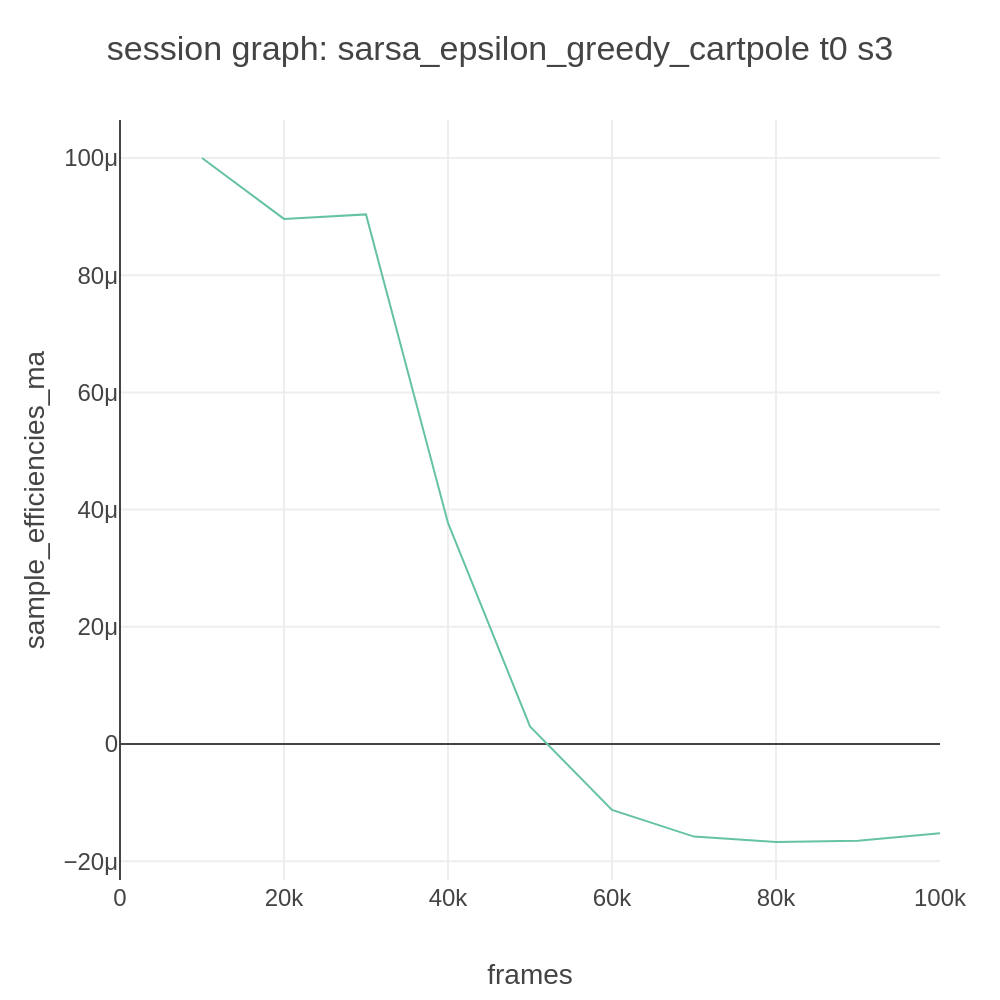 session graph: sarsa_epsilon_greedy_cartpole t0 s3
sample_efficiencies_ma
100μ
80μ
60μ
40μ
20μ
0
−20μ
0 20k 40k 60k 80k 100k
frames